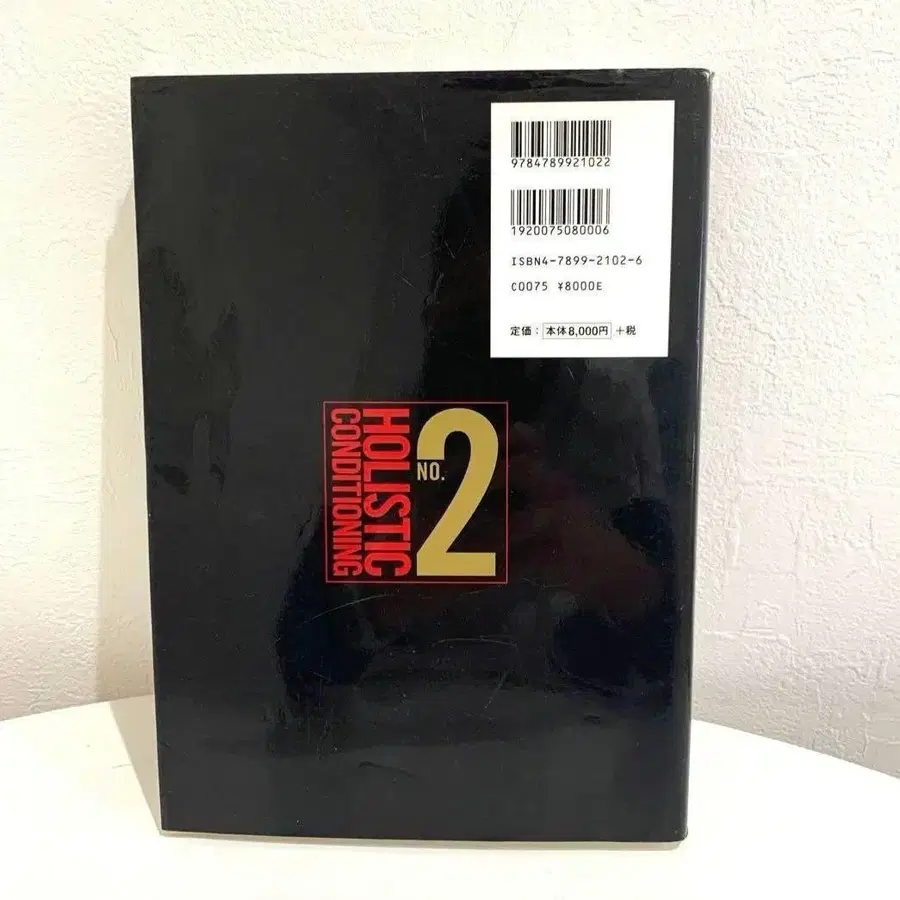 9784789921022
1920075080006
ISBN4-7899-2102-6
C0075 ¥8000E
定価：本体8,000円＋税
NO.2
HOLISTIC
CONDITIONING